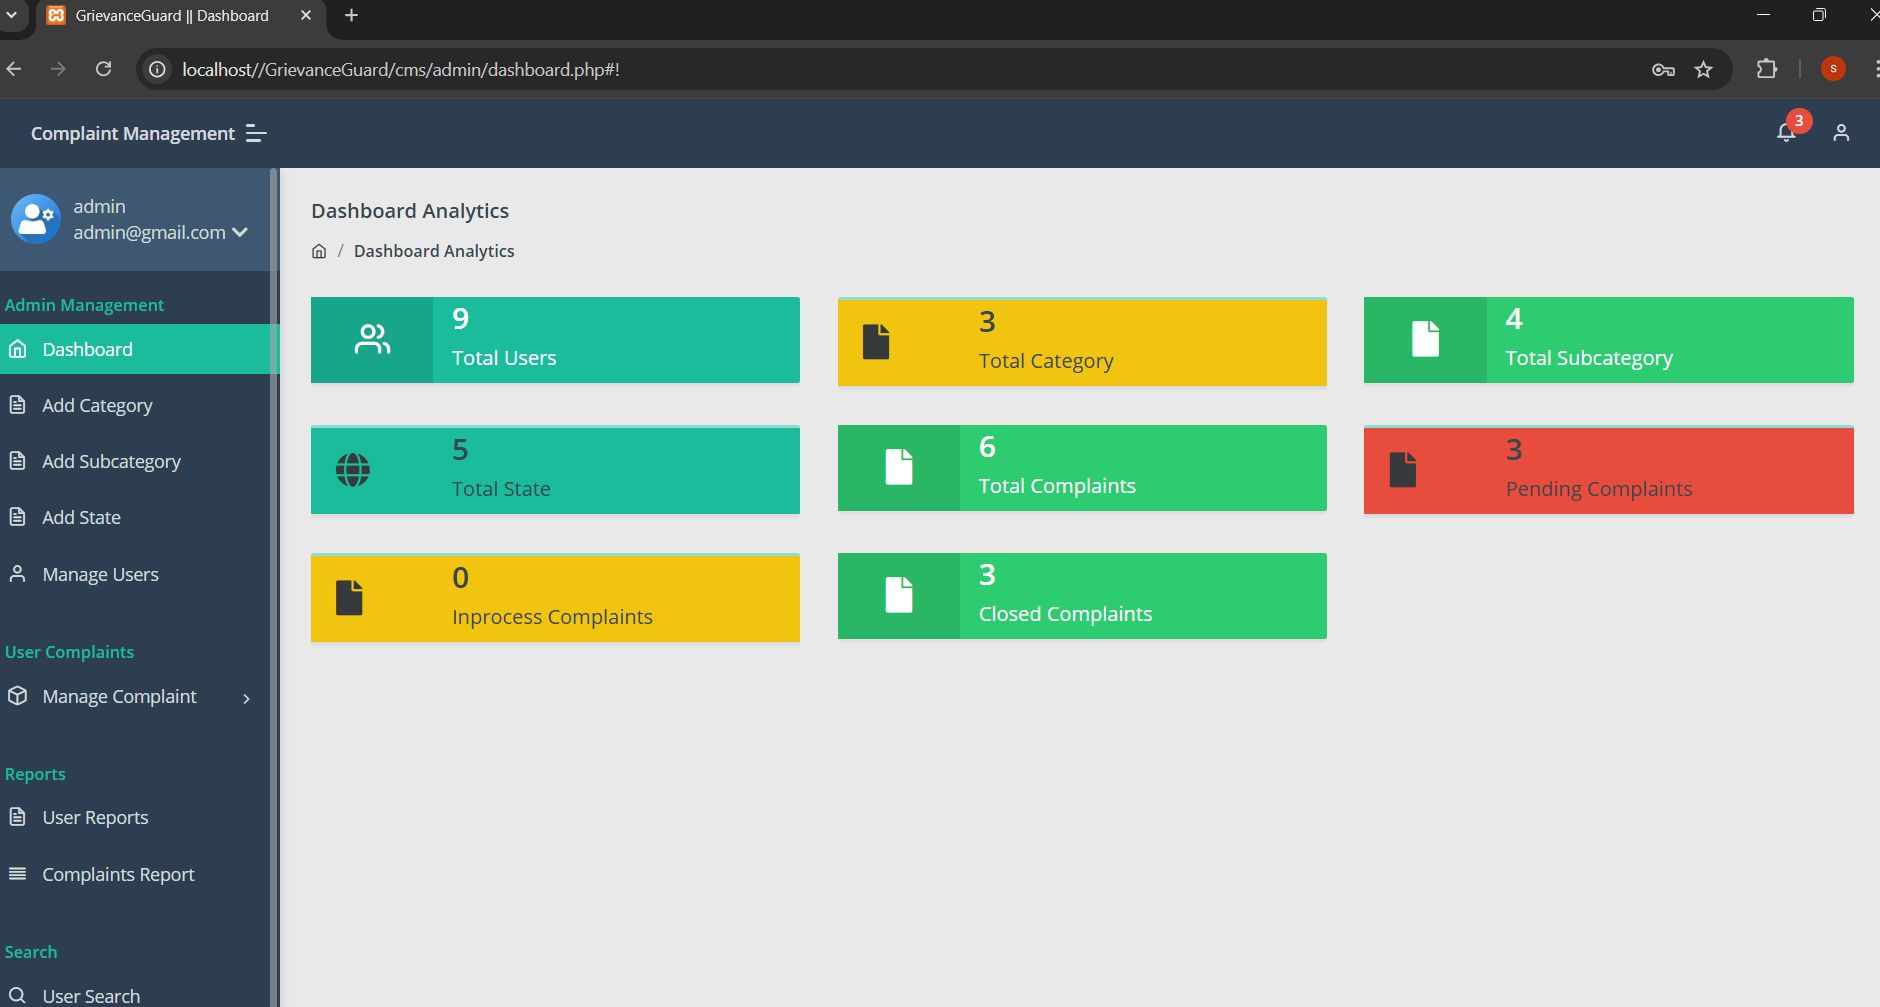 GrievanceGuard || Dashboard
localhost//GrievanceGuard/cms/admin/dashboard.php#!
S
Complaint Management
3
admin
admin@gmail.com
Admin Management
Dashboard
Add Category
Add Subcategory
Add State
Manage Users
User Complaints
Manage Complaint
Reports
User Reports
Complaints Report
Search
User Search
Dashboard Analytics
/ Dashboard Analytics
9
Total Users
3
Total Category
4
Total Subcategory
5
Total State
6
Total Complaints
3
Pending Complaints
0
Inprocess Complaints
3
Closed Complaints